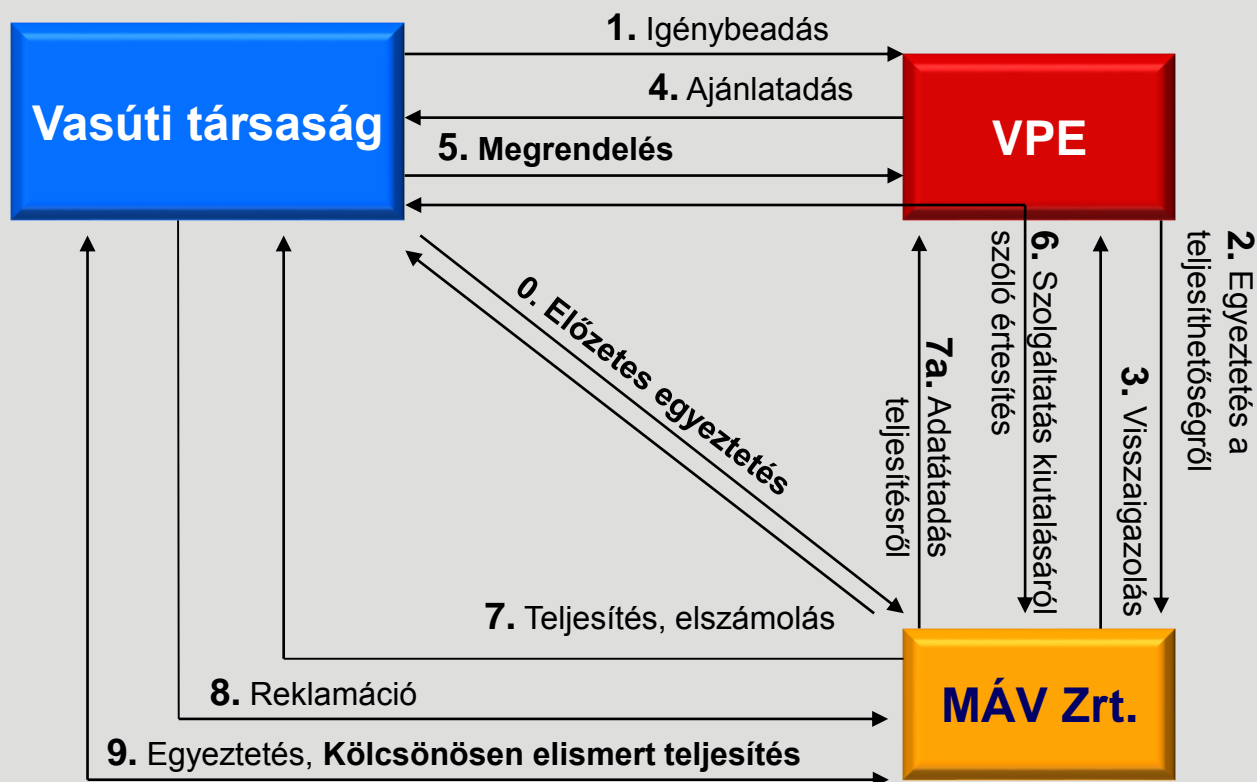 1. Igénybeadás
Vasúti társaság
4. Ajánlatadás
VPE
5. Megrendelés
0. Előzetes egyeztetés
7a. Adatátadás
teljesítésről
6. Szolgáltatás kiutalásáról
szóló értesítés
3. Visszaigazolás
2. Egyeztetés a
teljesíthetőségről
7. Teljesítés, elszámolás
8. Reklamáció
MÁV Zrt.
9. Egyeztetés, Kölcsönösen elismert teljesítés